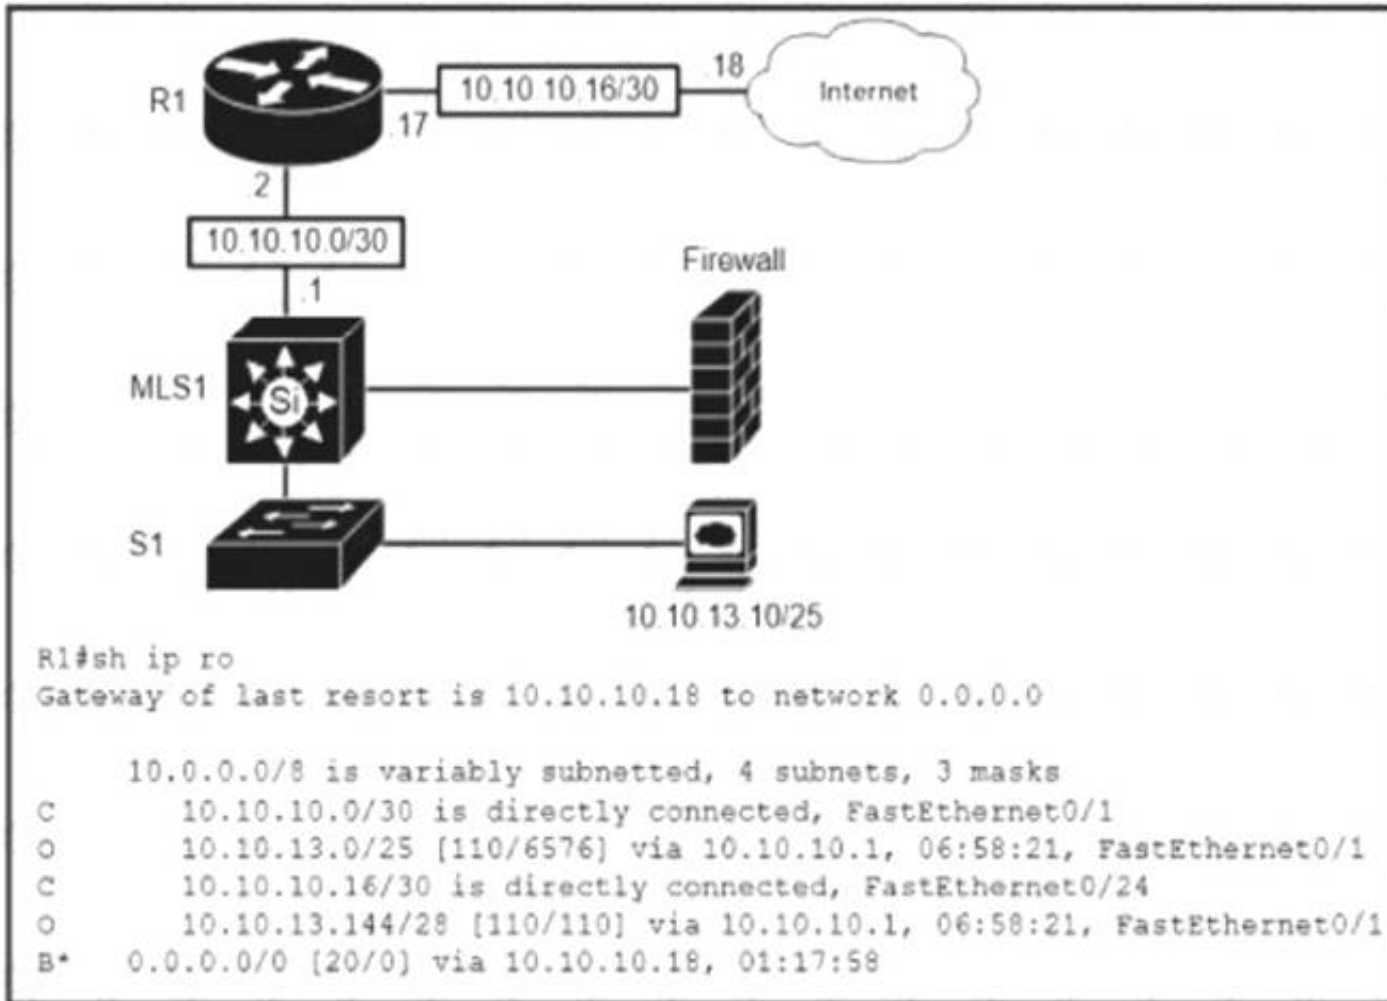 R1
10.10.10.16/30
.18
Internet
.17
.2
10.10.10.0/30
.1
Firewall
MLS1
Si
S1
10.10.13.10/25
R1#sh ip ro
Gateway of last resort is 10.10.10.18 to network 0.0.0.0
10.0.0.0/8 is variably subnetted, 4 subnets, 3 masks
C 10.10.10.0/30 is directly connected, FastEthernet0/1
O 10.10.13.0/25 [110/6576] via 10.10.10.1, 06:58:21, FastEthernet0/1
C 10.10.10.16/30 is directly connected, FastEthernet0/24
O 10.10.13.144/28 [110/110] via 10.10.10.1, 06:58:21, FastEthernet0/1
B* 0.0.0.0/0 [20/0] via 10.10.10.18, 01:17:58